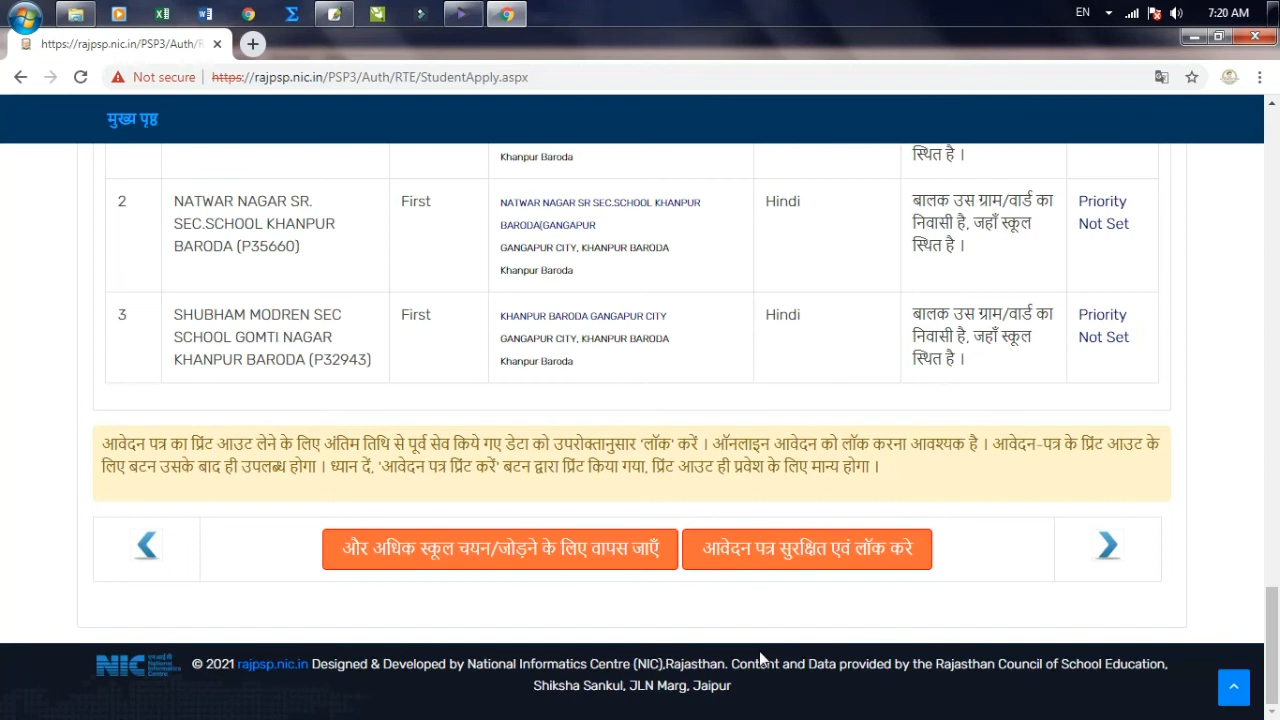 EN
7:20 AM
https://rajpsp.nic.in/PSP3/Auth/R
Not secure
https://rajpsp.nic.in/PSP3/Auth/RTE/StudentApply.aspx
मुख्य पृष्ठ
Khanpur Baroda
स्थित है ।
2
NATWAR NAGAR SR.
SEC.SCHOOL KHANPUR
BARODA (P35660)
First
NATWAR NAGAR SR SEC.SCHOOL KHANPUR
BARODA(GANGAPUR
GANGAPUR CITY, KHANPUR BARODA
Khanpur Baroda
Hindi
बालक उस ग्राम/वार्ड का
निवासी है, जहाँ स्कूल
स्थित है ।
Priority
Not Set
3
SHUBHAM MODREN SEC
SCHOOL GOMTI NAGAR
KHANPUR BARODA (P32943)
First
KHANPUR BARODA GANGAPUR CITY
GANGAPUR CITY, KHANPUR BARODA
Khanpur Baroda
Hindi
बालक उस ग्राम/वार्ड का
निवासी है, जहाँ स्कूल
स्थित है ।
Priority
Not Set
आवेदन पत्र का प्रिंट आउट लेने के लिए अंतिम तिथि से पूर्व सेव किये गए डेटा को उपरोक्तानुसार 'लॉक' करें । ऑनलाइन आवेदन को लॉक करना आवश्यक है । आवेदन-पत्र के प्रिंट आउट के
लिए बटन उसके बाद ही उपलब्ध होगा । ध्यान दें, 'आवेदन पत्र प्रिंट करें' बटन द्वारा प्रिंट किया गया, प्रिंट आउट ही प्रवेश के लिए मान्य होगा ।
और अधिक स्कूल चयन/जोड़ने के लिए वापस जाएँ
आवेदन पत्र सुरक्षित एवं लॉक करे
NIC
एन आई सी
National
Informatics
Centre
© 2021 rajpsp.nic.in Designed & Developed by National Informatics Centre (NIC),Rajasthan. Content and Data provided by the Rajasthan Council of School Education,
Shiksha Sankul, JLN Marg, Jaipur